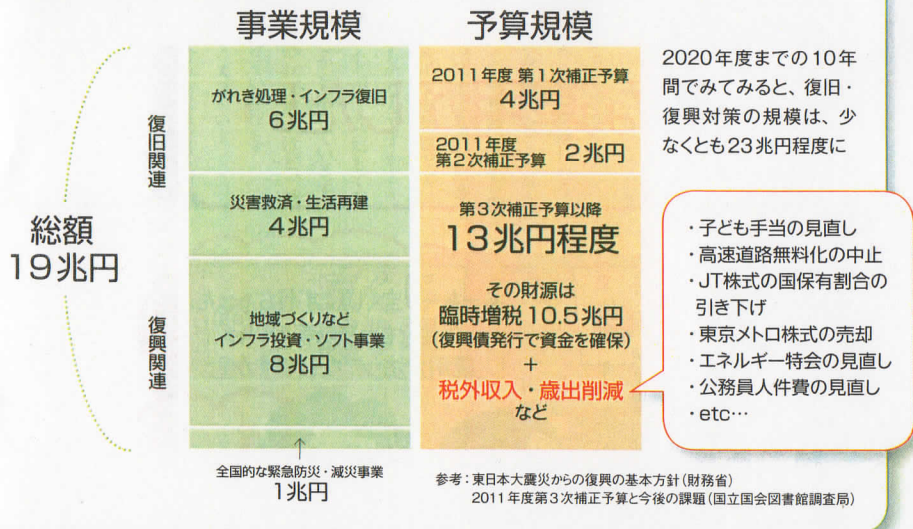 事業規模
予算規模
総額
19兆円
復旧関連
復興関連
がれき処理・インフラ復旧
6兆円
災害救済・生活再建
4兆円
地域づくりなど
インフラ投資・ソフト事業
8兆円
全国的な緊急防災・減災事業
1兆円
2011年度 第1次補正予算
4兆円
2011年度
第2次補正予算 2兆円
第3次補正予算以降
13兆円程度
その財源は
臨時増税10.5兆円
(復興債発行で資金を確保)
+
税外収入・歳出削減
など
2020年度までの10年
間でみてみると、復旧・
復興対策の規模は、少
なくとも23兆円程度に
・子ども手当の見直し
・高速道路無料化の中止
・JT株式の国保有割合の
引き下げ
・東京メトロ株式の売却
・エネルギー特会の見直し
・公務員人件費の見直し
・etc…
参考:東日本大震災からの復興の基本方針(財務省)
2011年度第3次補正予算と今後の課題(国立国会図書館調査局)